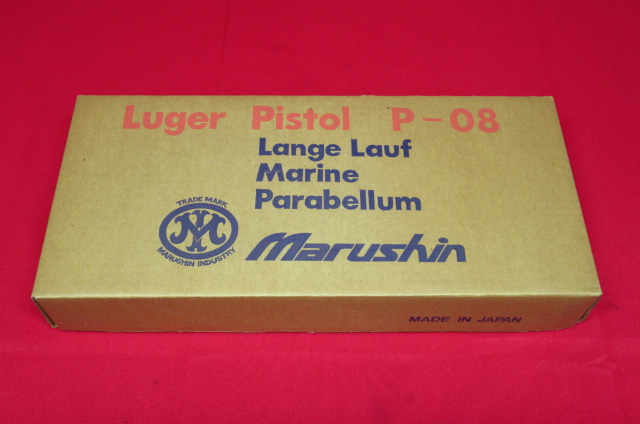 Luger Pistol P-08
Lange Lauf
Marine
Parabellum
TRADE MARK
M
MARUSHIN INDUSTRY
Marushin
MADE IN JAPAN